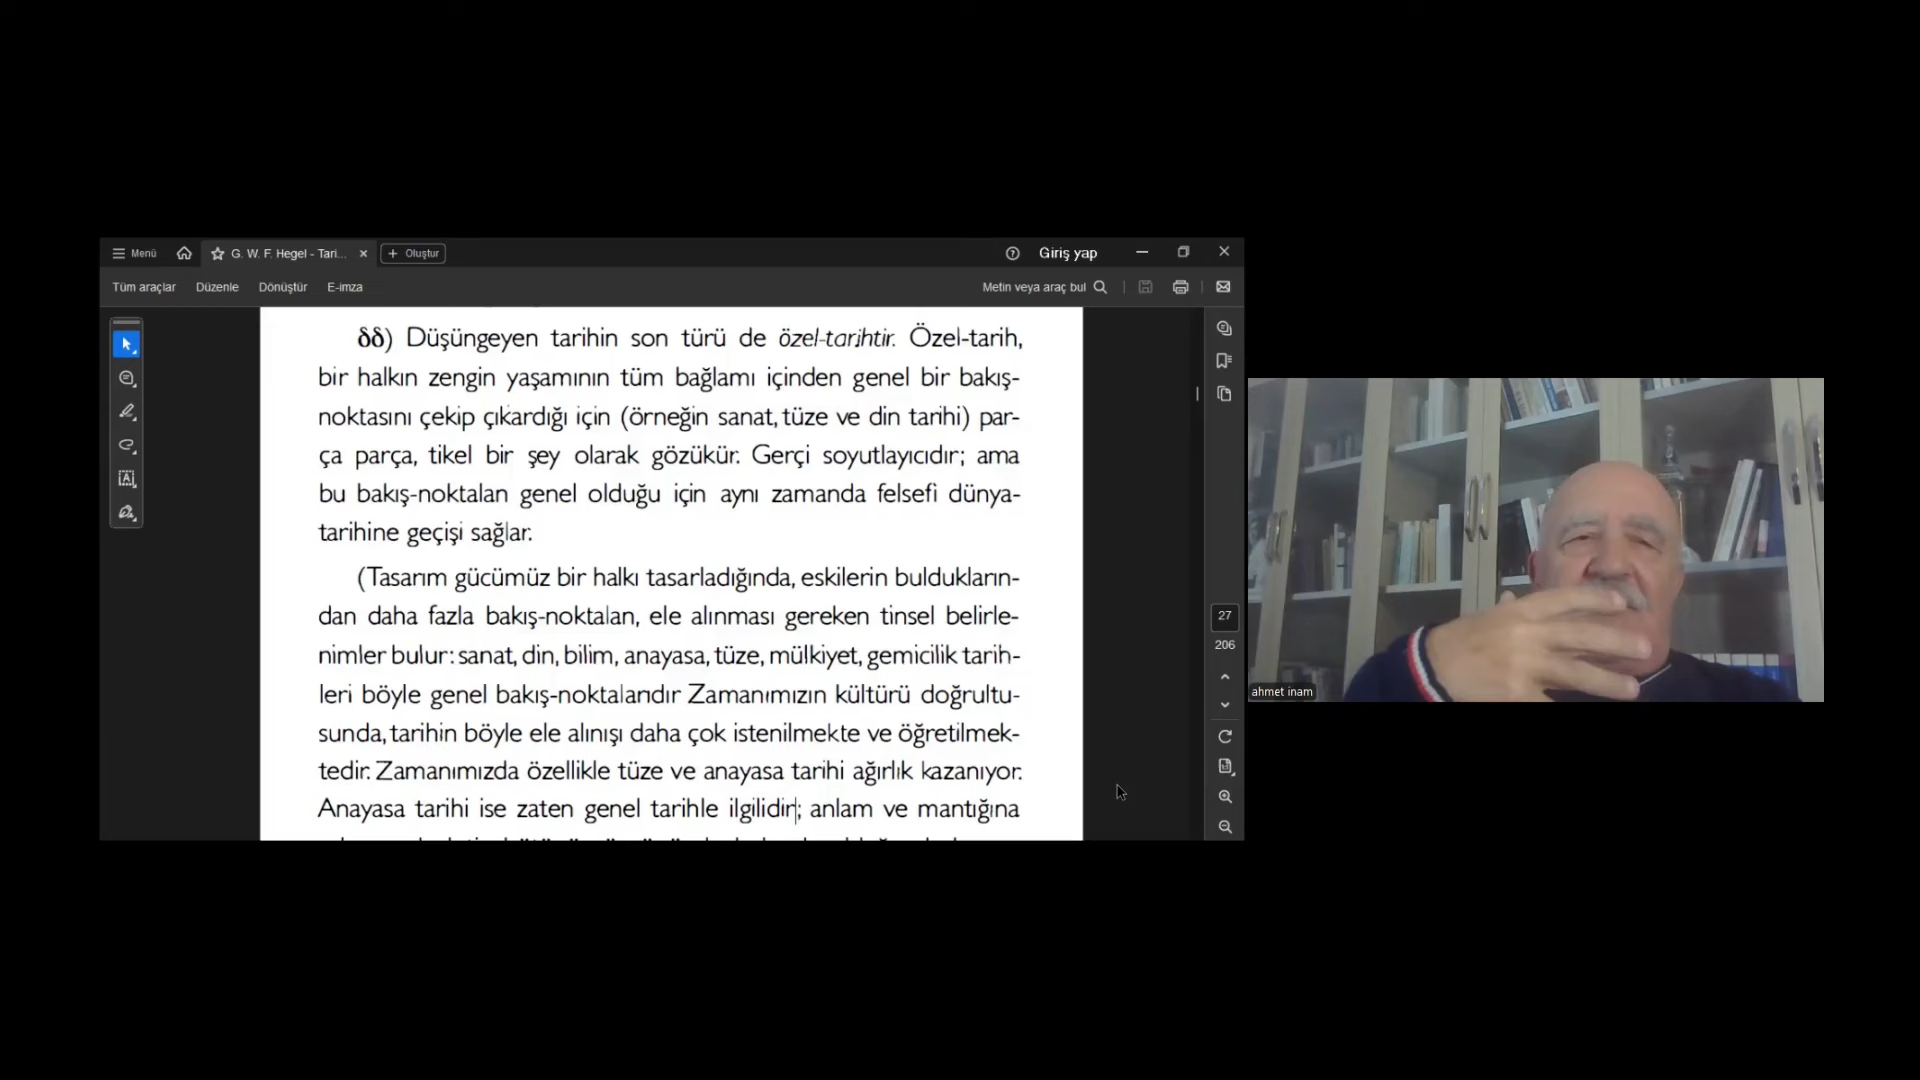 Menü
G. W. F. Hegel - Tari...
Oluştur
Giriş yap
Tüm araçlar
Düzenle
Dönüştür
E-imza
Metin veya araç bul
δδ) Düşüngeyen tarihin son türü de özel-tarihtir. Özel-tarih,
bir halkın zengin yaşamının tüm bağlamı içinden genel bir bakış-
noktasını çekip çıkardığı için (örneğin sanat, tüze ve din tarihi) par-
ça parça, tikel bir şey olarak gözükür. Gerçi soyutlayıcıdır; ama
bu bakış-noktalan genel olduğu için aynı zamanda felsefi dünya-
tarihine geçişi sağlar.
(Tasarım gücümüz bir halkı tasarladığında, eskilerin buldukların-
dan daha fazla bakış-noktalan, ele alınması gereken tinsel belirle-
nimler bulur: sanat, din, bilim, anayasa, tüze, mülkiyet, gemicilik tarih-
leri böyle genel bakış-noktalarıdır Zamanımızın kültürü doğrultu-
sunda, tarihin böyle ele alınışı daha çok istenilmekte ve öğretilmek-
tedir. Zamanımızda özellikle tüze ve anayasa tarihi ağırlık kazanıyor.
Anayasa tarihi ise zaten genel tarihle ilgilidir; anlam ve mantığına
27
206
ahmet inam